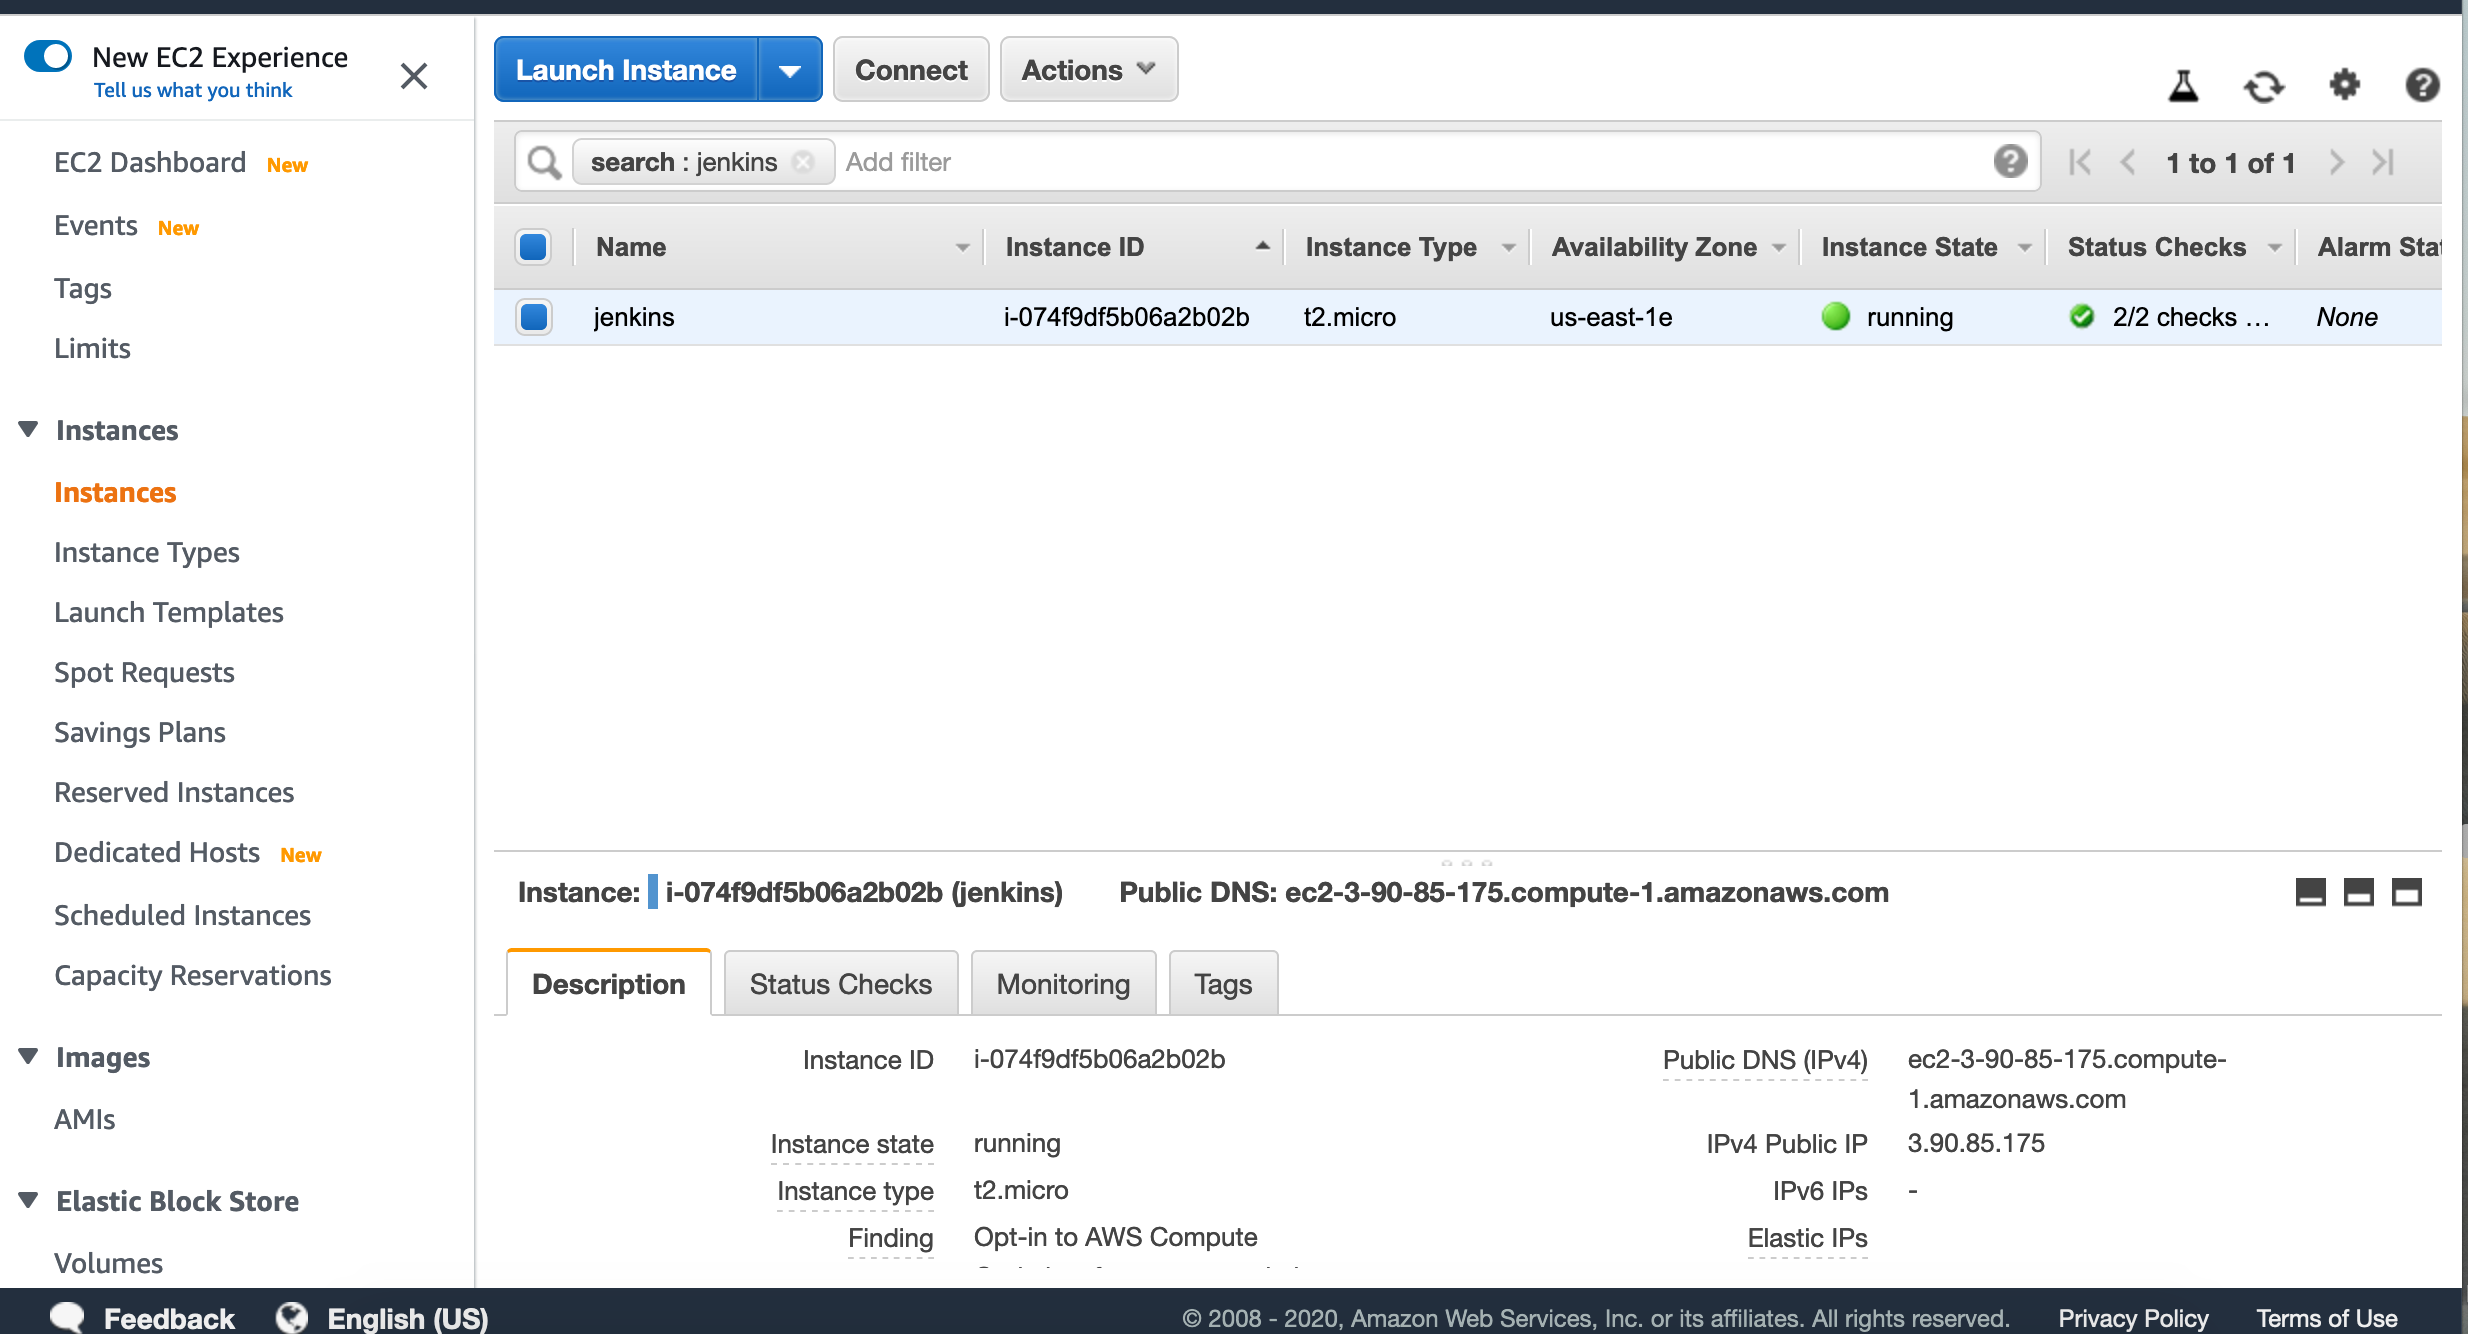 New EC2 Experience
Tell us what you think
EC2 Dashboard New
Events New
Tags
Limits
Instances
Instances
Instance Types
Launch Templates
Spot Requests
Savings Plans
Reserved Instances
Dedicated Hosts New
Scheduled Instances
Capacity Reservations
Images
AMIs
Elastic Block Store
Volumes
Launch Instance Connect Actions
search : jenkins Add filter 1 to 1 of 1
Name Instance ID Instance Type Availability Zone Instance State Status Checks Alarm Stat
jenkins i-074f9df5b06a2b02b t2.micro us-east-1e running 2/2 checks ... None
Instance: i-074f9df5b06a2b02b (jenkins) Public DNS: ec2-3-90-85-175.compute-1.amazonaws.com
Description Status Checks Monitoring Tags
Instance ID i-074f9df5b06a2b02b Public DNS (IPv4) ec2-3-90-85-175.compute-
1.amazonaws.com
Instance state running IPv4 Public IP 3.90.85.175
Instance type t2.micro IPv6 IPs -
Finding Opt-in to AWS Compute Elastic IPs
Feedback English (US) © 2008 - 2020, Amazon Web Services, Inc. or its affiliates. All rights reserved. Privacy Policy Terms of Use